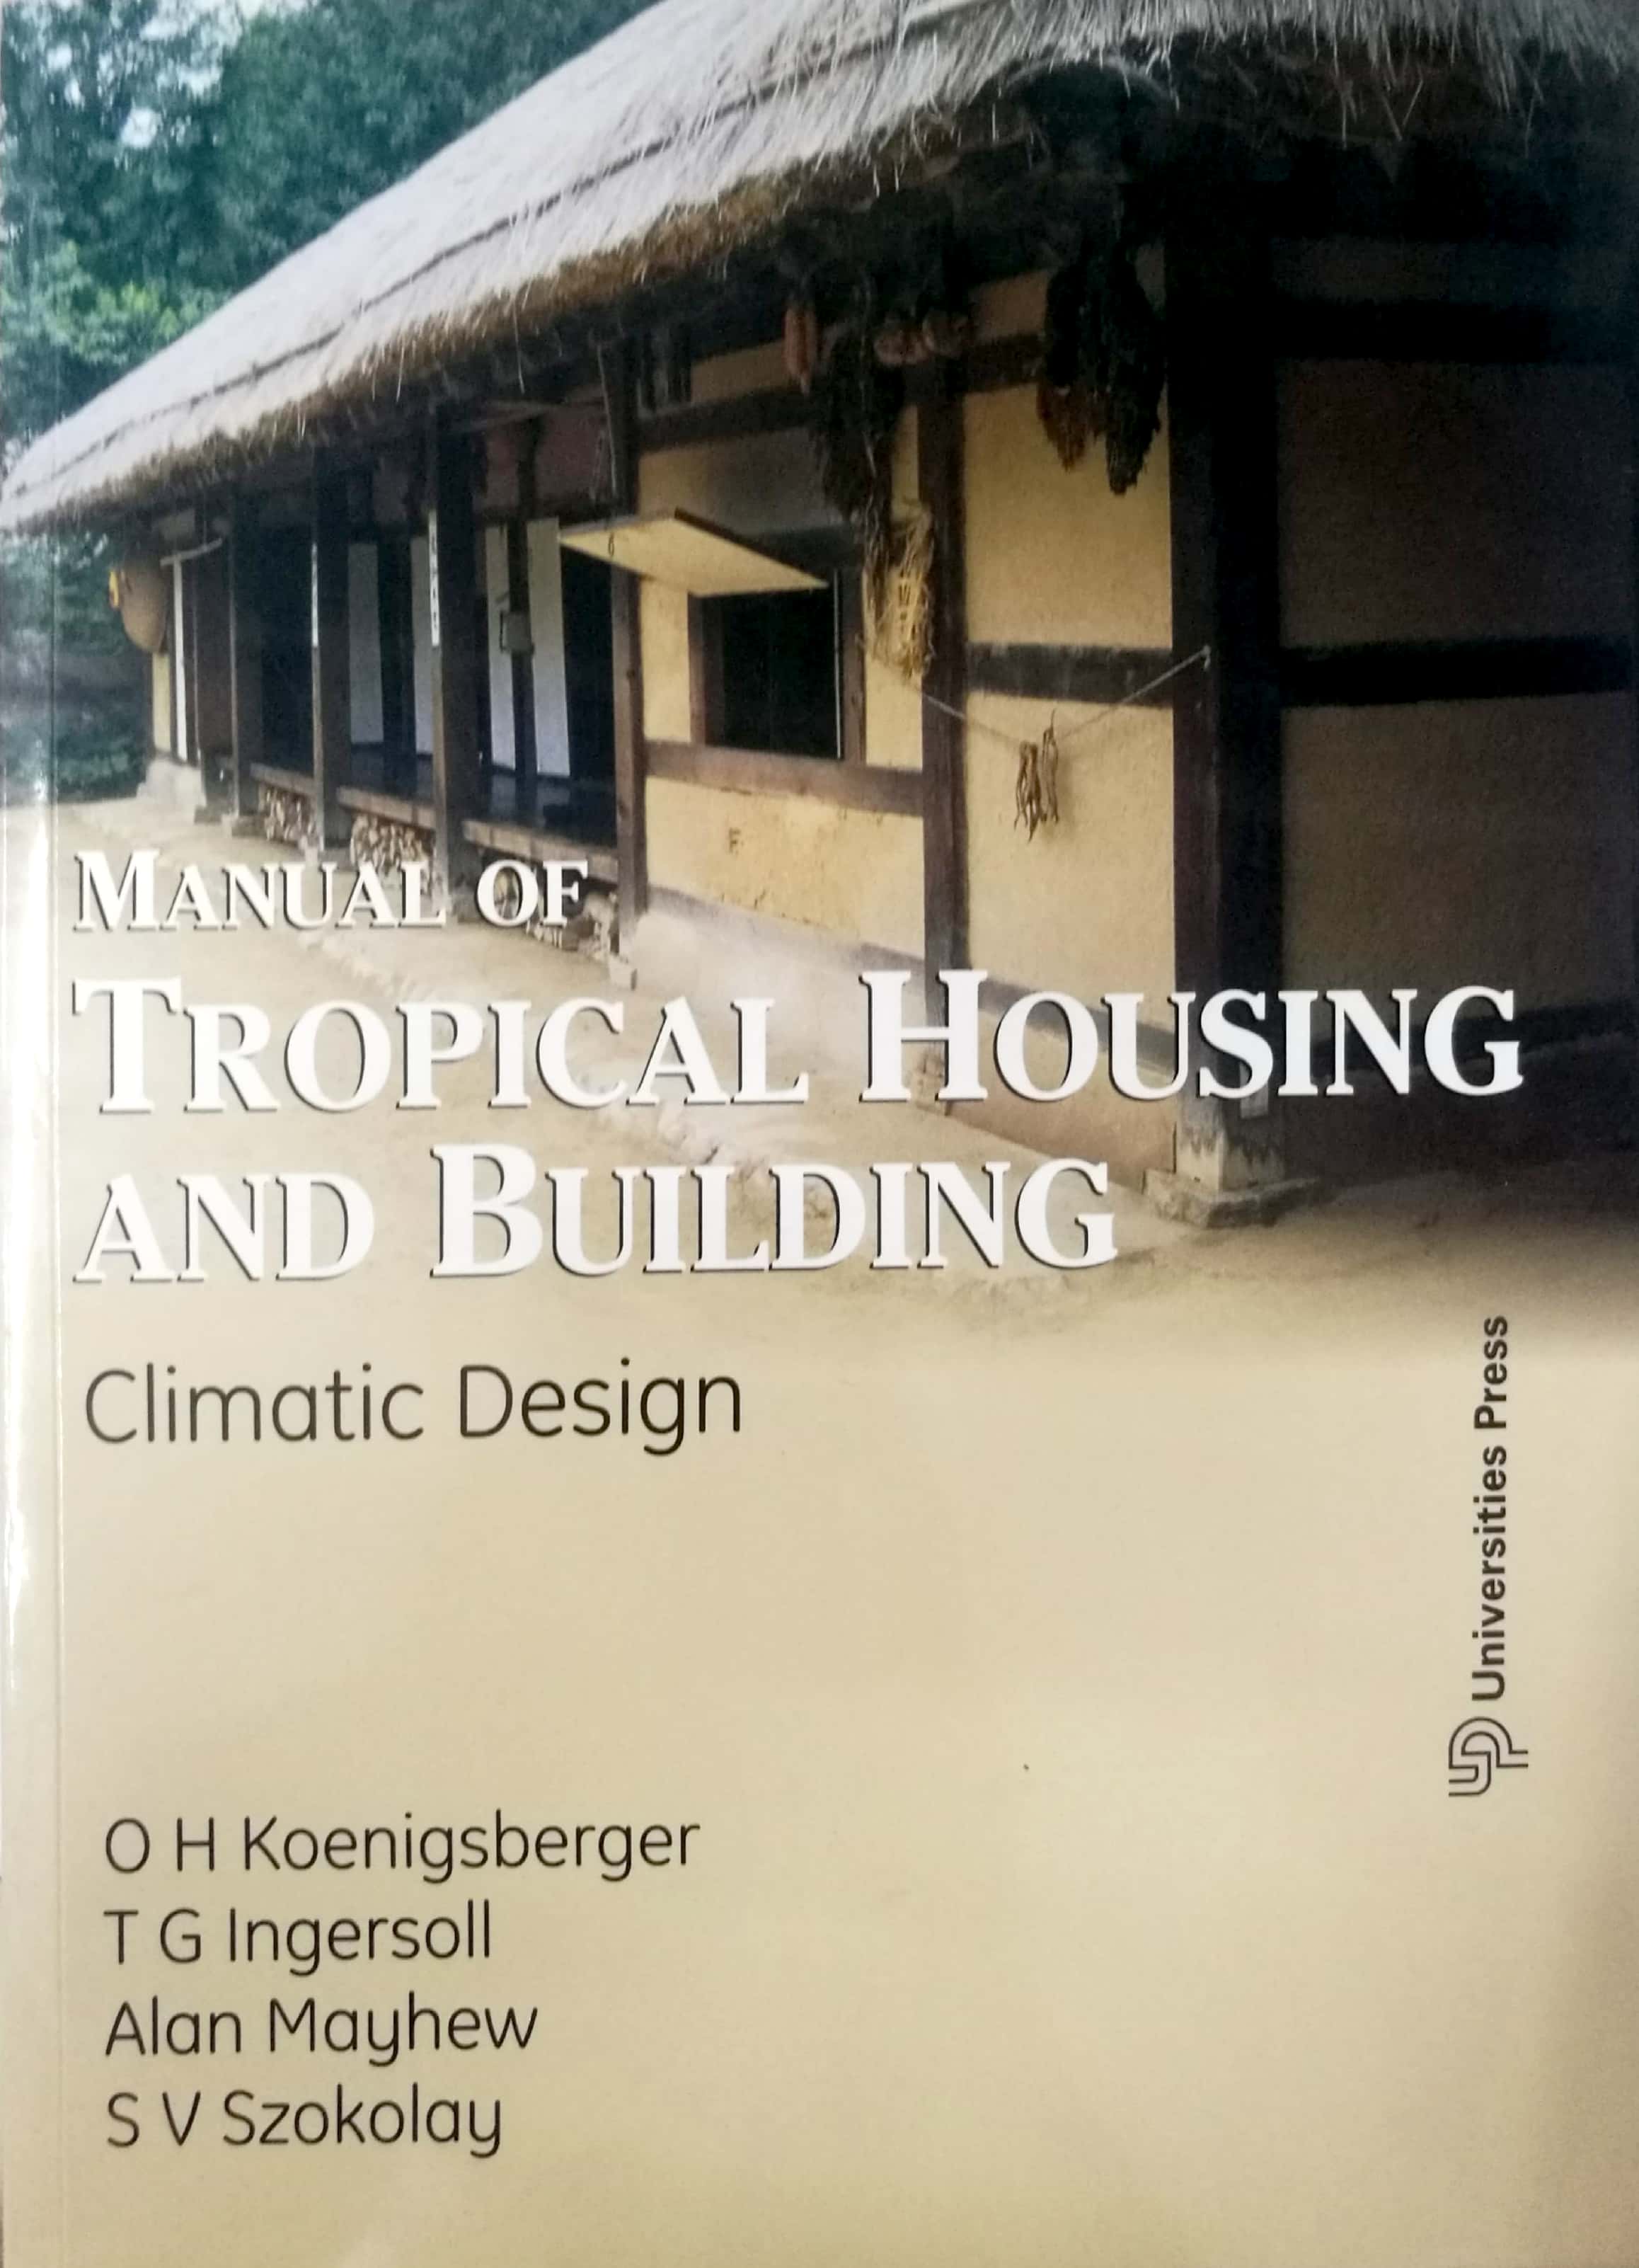 MANUAL OF
TROPICAL HOUSING
AND BUILDING
Climatic Design
Universities Press
O H Koenigsberger
T G Ingersoll
Alan Mayhew
S V Szokolay